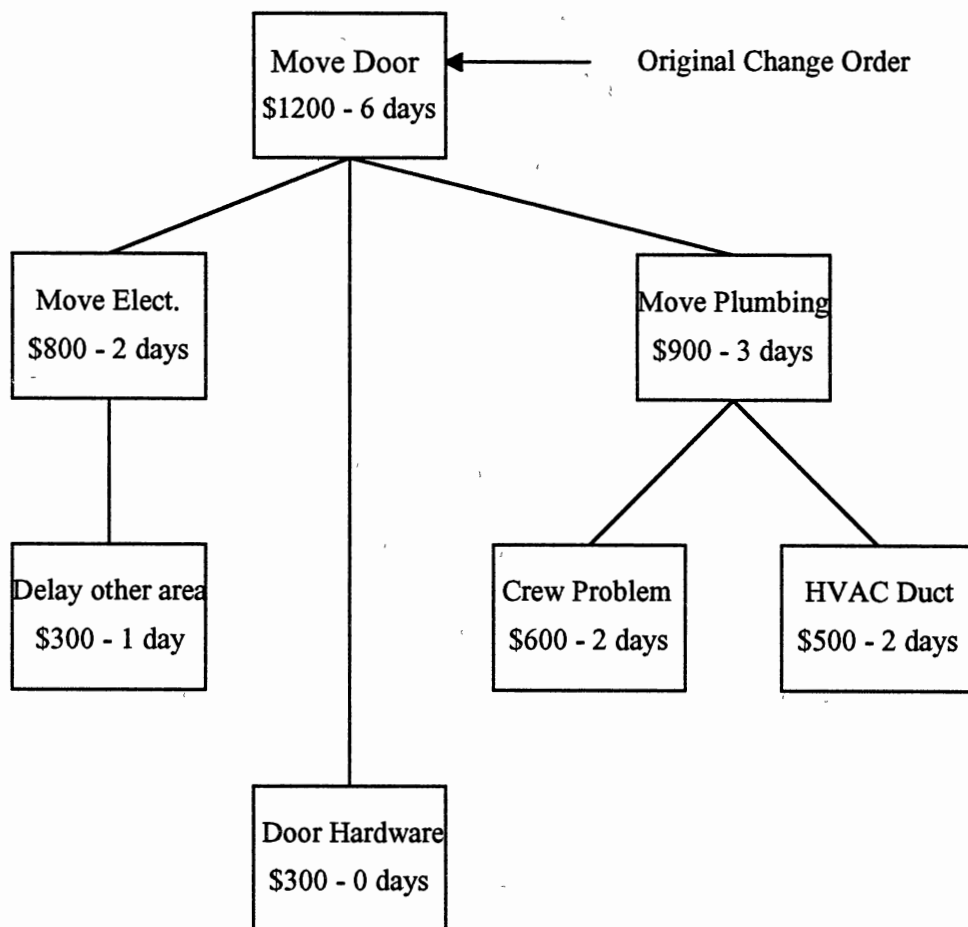 Move Door
$1200 - 6 days
Original Change Order
Move Elect.
$800 - 2 days
Move Plumbing
$900 - 3 days
Delay other area
$300 - 1 day
Crew Problem
$600 - 2 days
HVAC Duct
$500 - 2 days
Door Hardware
$300 - 0 days